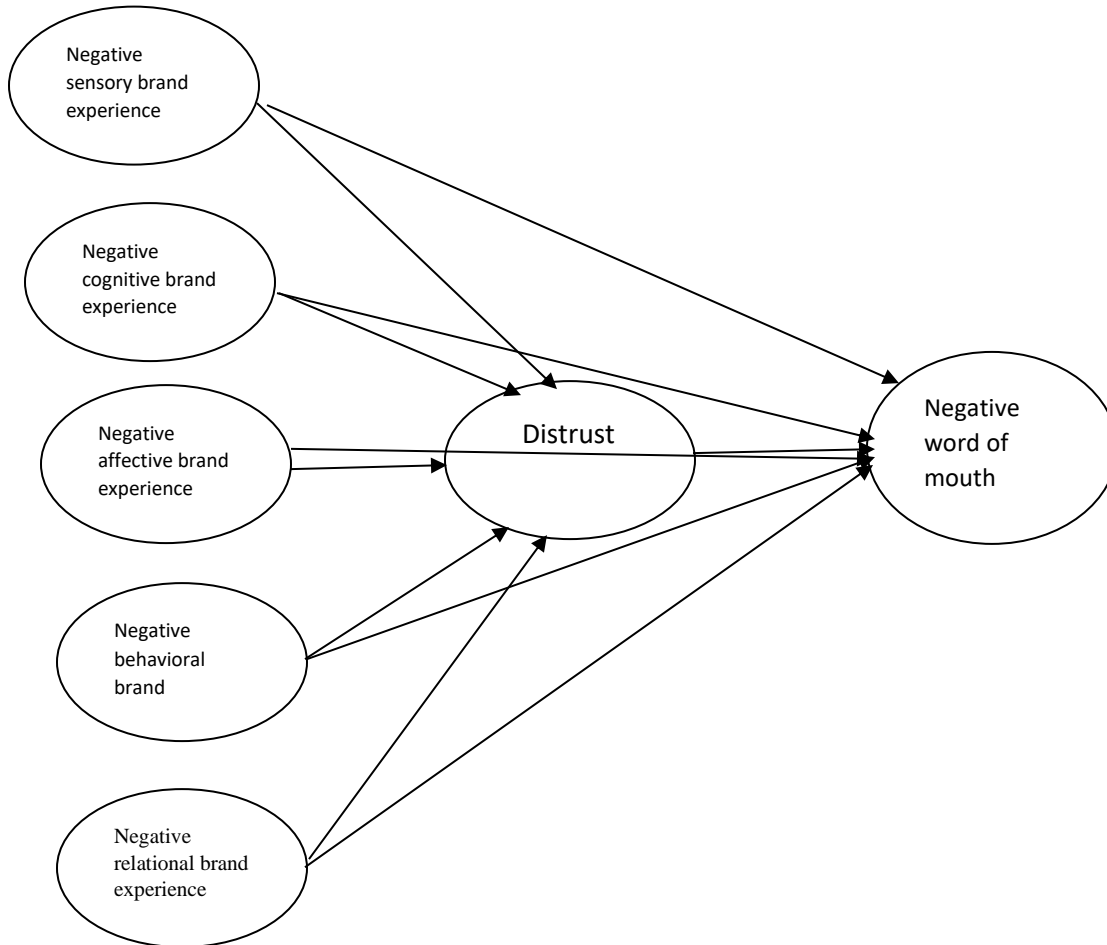 Negative
sensory brand
experience
Negative
cognitive brand
experience
Negative
affective brand
experience
Distrust
Negative
word of
mouth
Negative
behavioral
brand
Negative
relational brand
experience